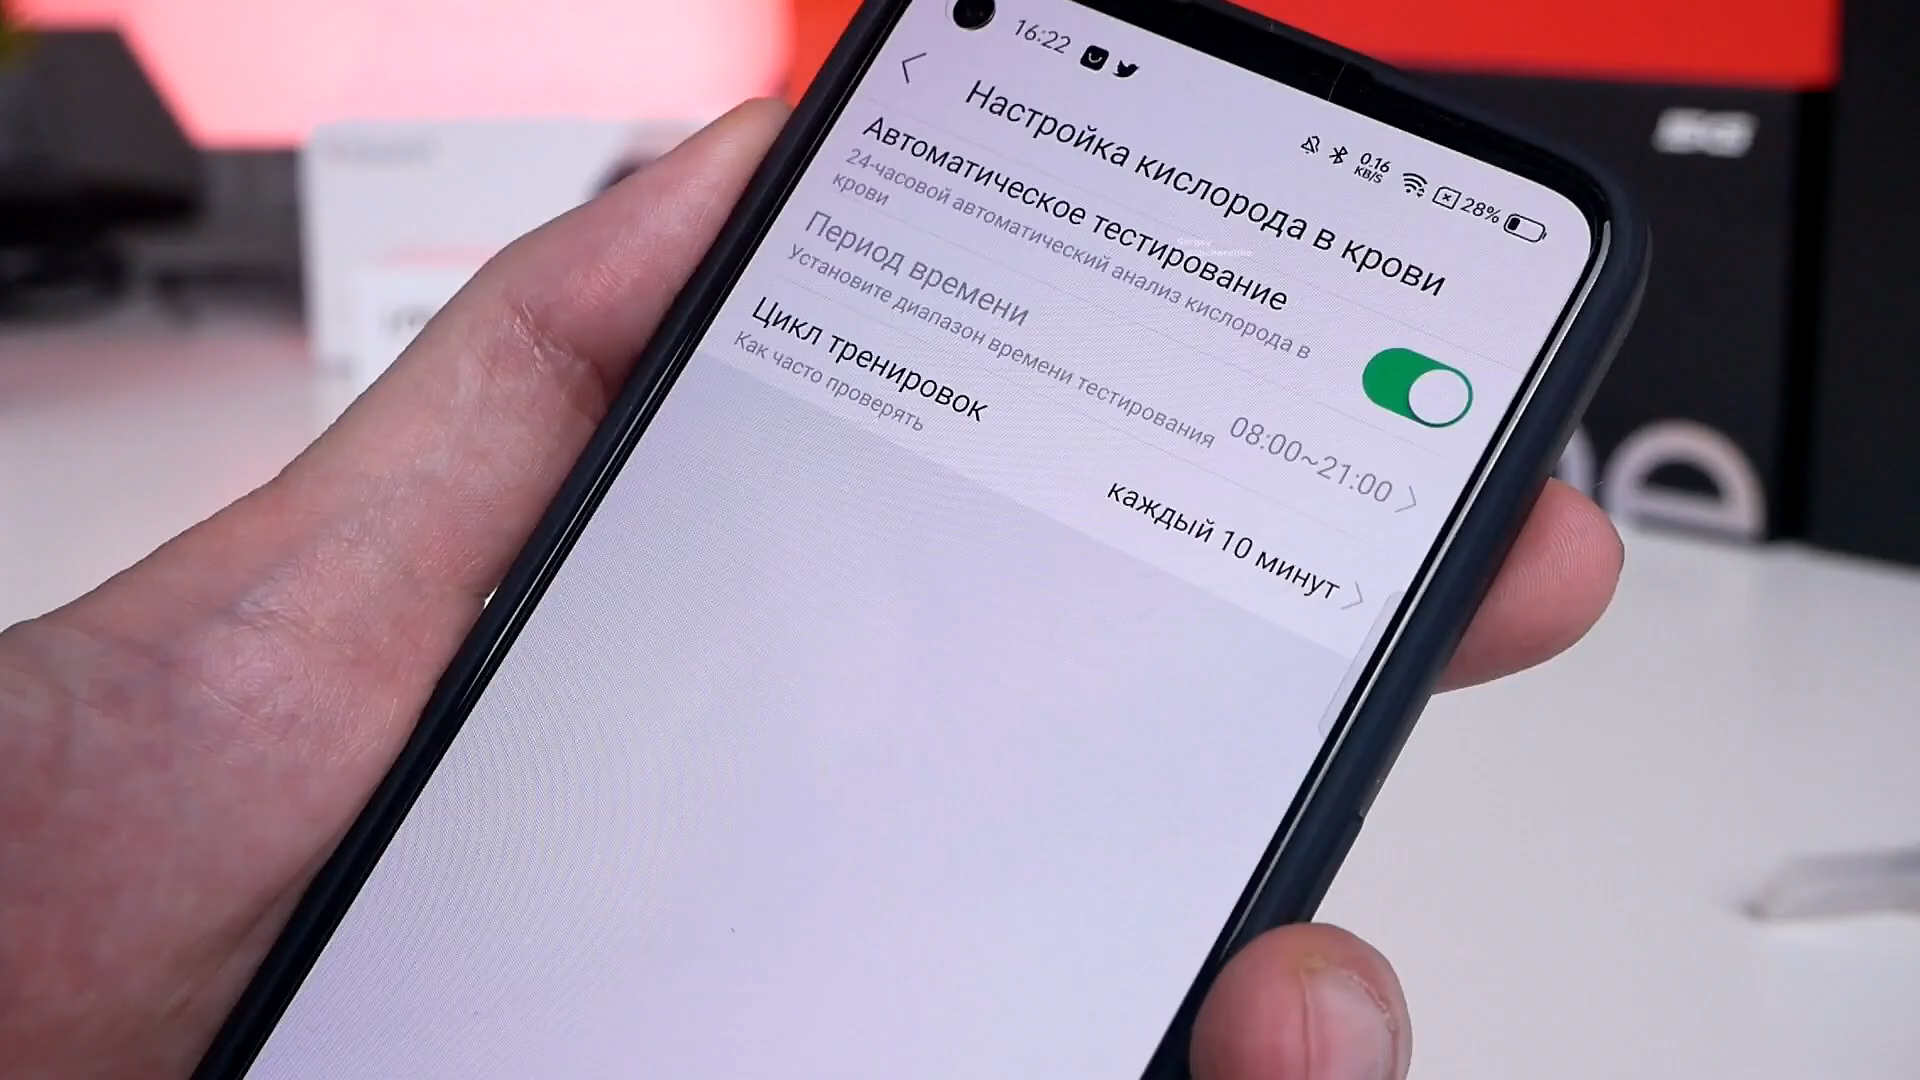 16:22
0.16
KB/S
28%
Настройка кислорода в крови
Автоматическое тестирование
24-часовой автоматический анализ кислорода в
крови
Период времени
Установите диапазон времени тестирования
08:00~21:00
Цикл тренировок
Как часто проверять
каждый 10 минут